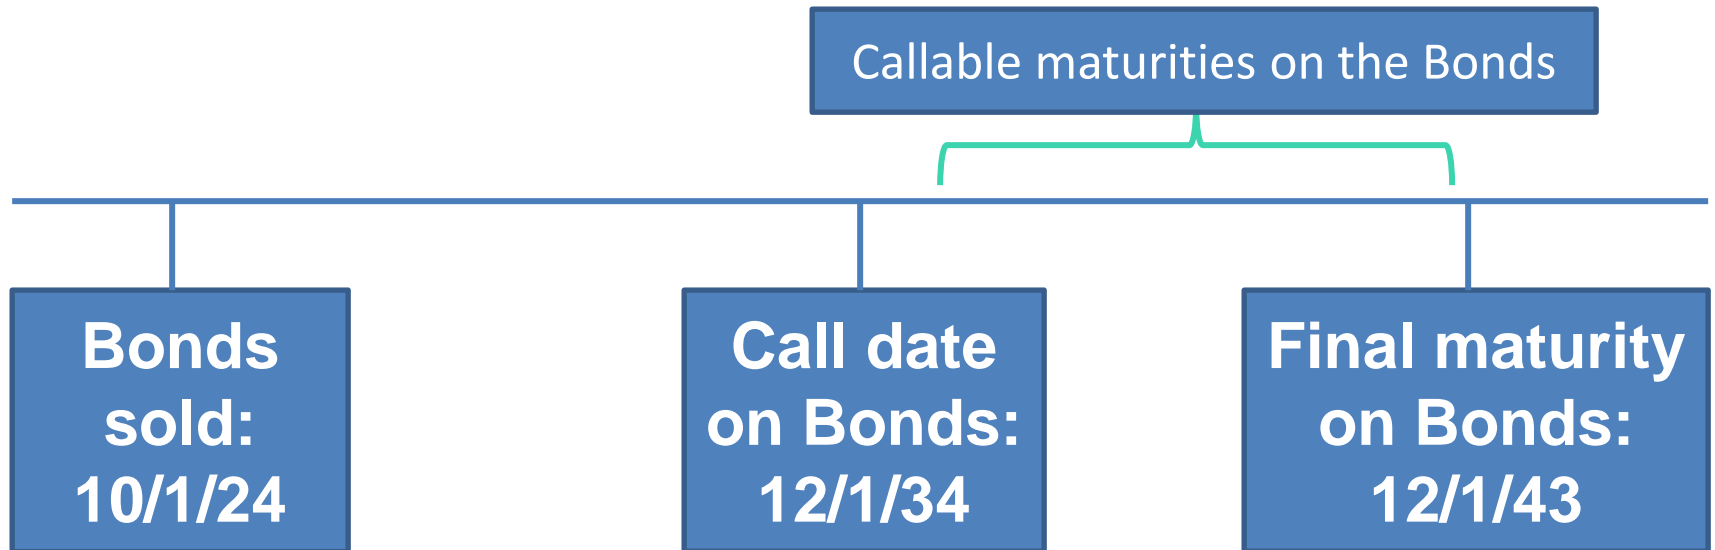 Callable maturities on the Bonds
Bonds
sold:
10/1/24
Call date
on Bonds:
12/1/34
Final maturity
on Bonds:
12/1/43